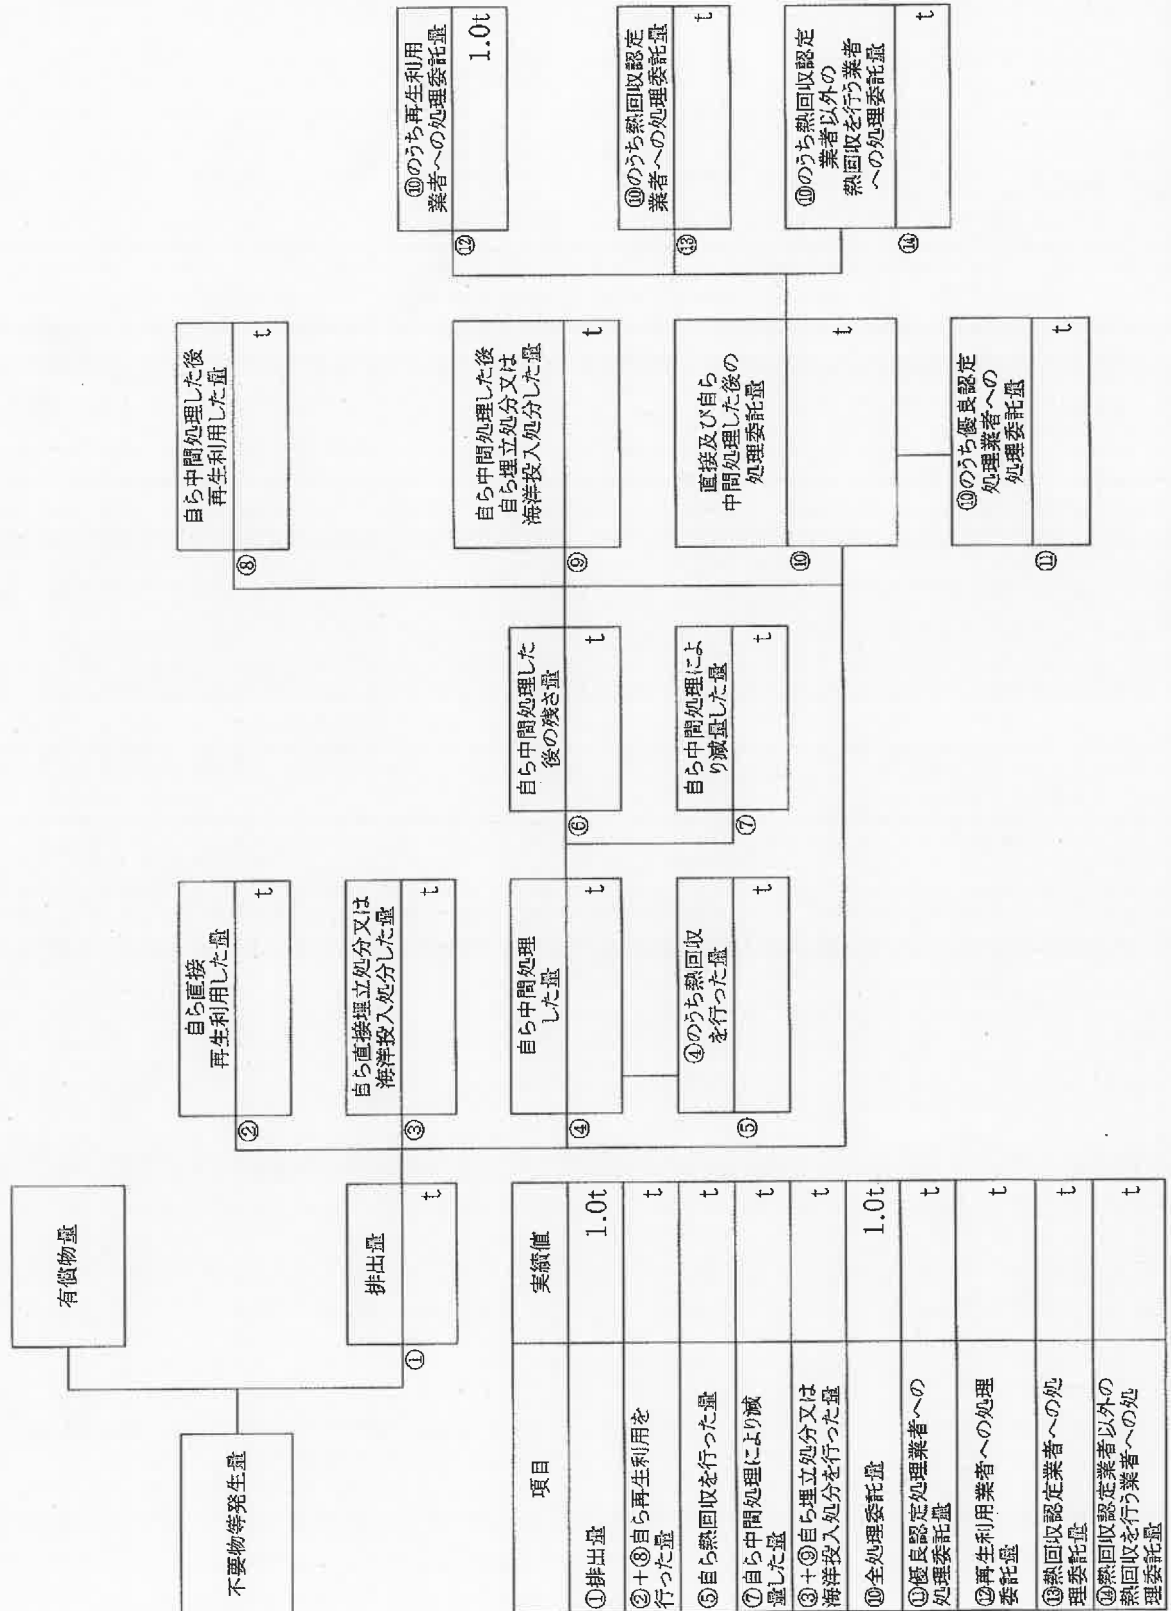 不要物等発生量
有償物量
①
排出量
t
②
自ら直接
再生利用した量
t
③
自ら直接埋立処分又は
海洋投入処分した量
t
④
自ら中間処理
した量
t
⑤
④のうち熱回収
を行った量
t
⑥
自ら中間処理した
後の残さ量
t
⑦
自ら中間処理によ
り減量した量
t
⑧
自ら中間処理した後
再生利用した量
t
⑨
自ら中間処理した後
自ら埋立処分又は
海洋投入処分した量
t
⑩
直接及び自ら
中間処理した後の
処理委託量
t
⑪
⑩のうち優良認定
処理業者への
処理委託量
t
⑫
⑩のうち再生利用
業者への処理委託量
1.0t
⑬
⑩のうち熱回収認定
業者への処理委託量
t
⑭
⑩のうち熱回収認定
業者以外の
熱回収を行う業者
への処理委託量
t
項目 実績値
①排出量 1.0t
②+⑧自ら再生利用を
行った量 t
⑤自ら熱回収を行った量 t
⑦自ら中間処理により減
量した量 t
③+⑨自ら埋立処分又は
海洋投入処分を行った量 t
⑩全処理委託量 1.0t
⑪優良認定処理業者への
処理委託量 t
⑫再生利用業者への処理
委託量 t
⑬熱回収認定業者への処
理委託量 t
⑭熱回収認定業者以外の
熱回収を行う業者への処
理委託量 t